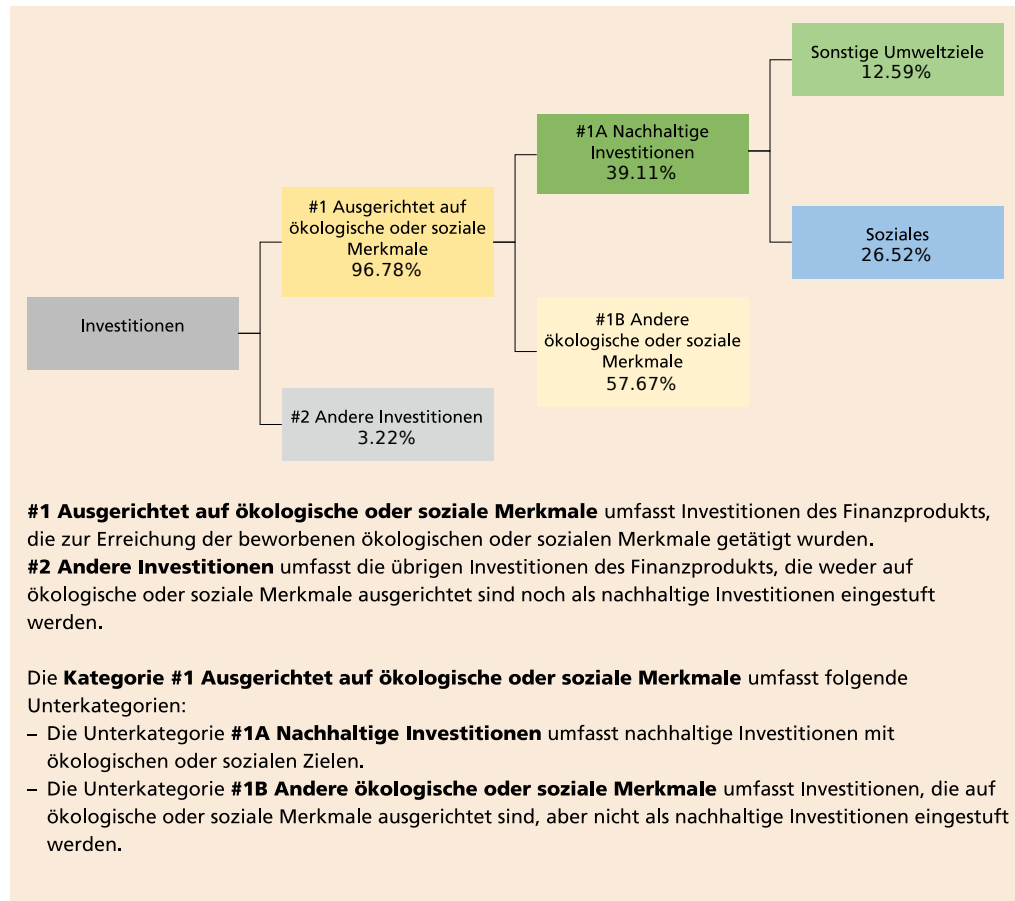 Sonstige Umweltziele
12.59%
#1A Nachhaltige
Investitionen
39.11%
#1 Ausgerichtet auf
ökologische oder soziale
Merkmale
96.78%
Soziales
26.52%
Investitionen
#1B Andere
ökologische oder soziale
Merkmale
57.67%
#2 Andere Investitionen
3.22%
#1 Ausgerichtet auf ökologische oder soziale Merkmale umfasst Investitionen des Finanzprodukts,
die zur Erreichung der beworbenen ökologischen oder sozialen Merkmale getätigt wurden.
#2 Andere Investitionen umfasst die übrigen Investitionen des Finanzprodukts, die weder auf
ökologische oder soziale Merkmale ausgerichtet sind noch als nachhaltige Investitionen eingestuft
werden.
Die Kategorie #1 Ausgerichtet auf ökologische oder soziale Merkmale umfasst folgende
Unterkategorien:
– Die Unterkategorie #1A Nachhaltige Investitionen umfasst nachhaltige Investitionen mit
ökologischen oder sozialen Zielen.
– Die Unterkategorie #1B Andere ökologische oder soziale Merkmale umfasst Investitionen, die auf
ökologische oder soziale Merkmale ausgerichtet sind, aber nicht als nachhaltige Investitionen eingestuft
werden.